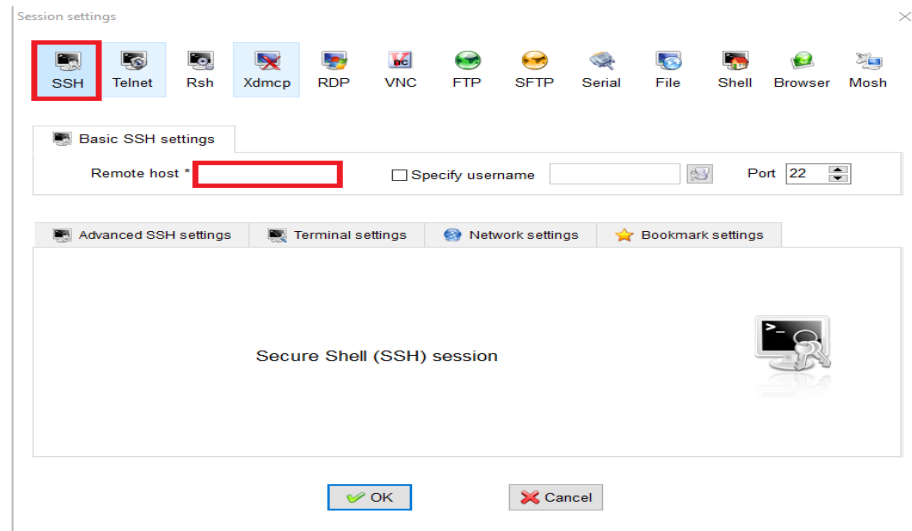 Session settings
SSH Telnet Rsh Xdmcp RDP VNC FTP SFTP Serial File Shell Browser Mosh
Basic SSH settings
Remote host * Specify username Port 22
Advanced SSH settings Terminal settings Network settings Bookmark settings
Secure Shell (SSH) session
>_
OK Cancel